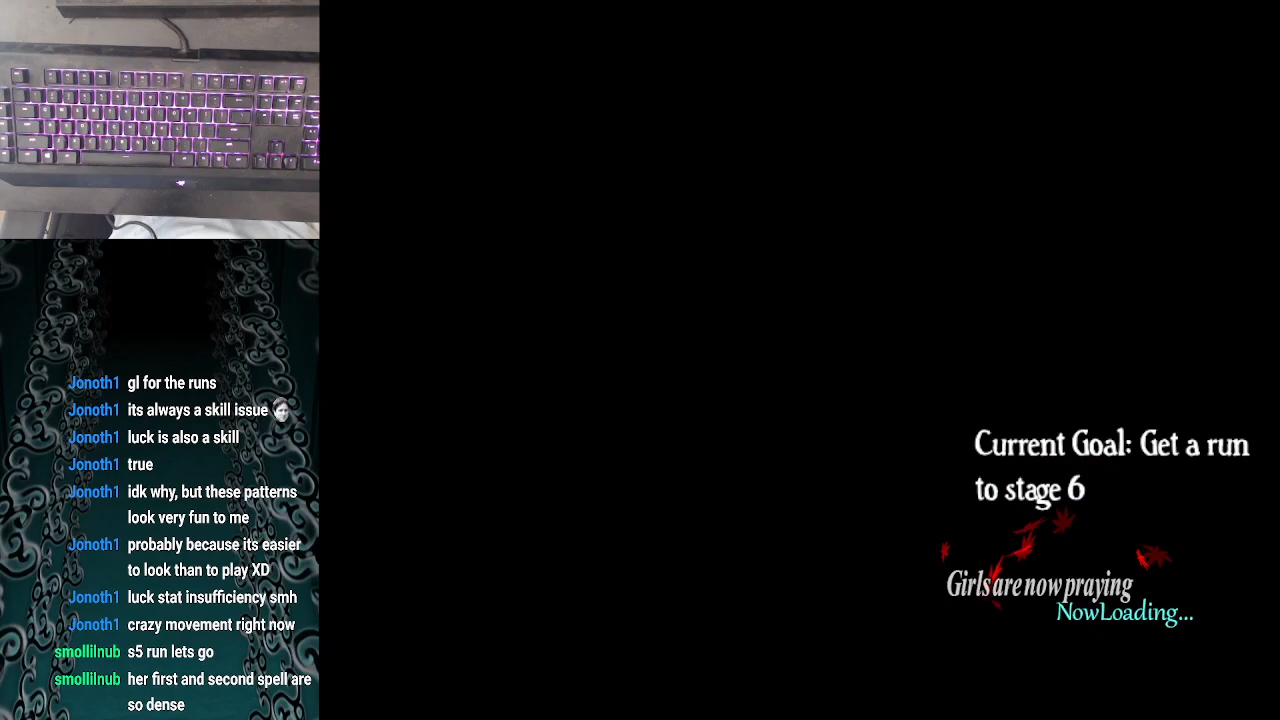 Jonoth1 gl for the runs
Jonoth1 its always a skill issue
Jonoth1 luck is also a skill
Jonoth1 true
Jonoth1 idk why, but these patterns
look very fun to me
Jonoth1 probably because its easier
to look than to play XD
Jonoth1 luck stat insufficiency smh
Jonoth1 crazy movement right now
smollilnub s5 run lets go
smollilnub her first and second spell are
so dense
Current Goal: Get a run
to stage 6
Girls are now praying
NowLoading...